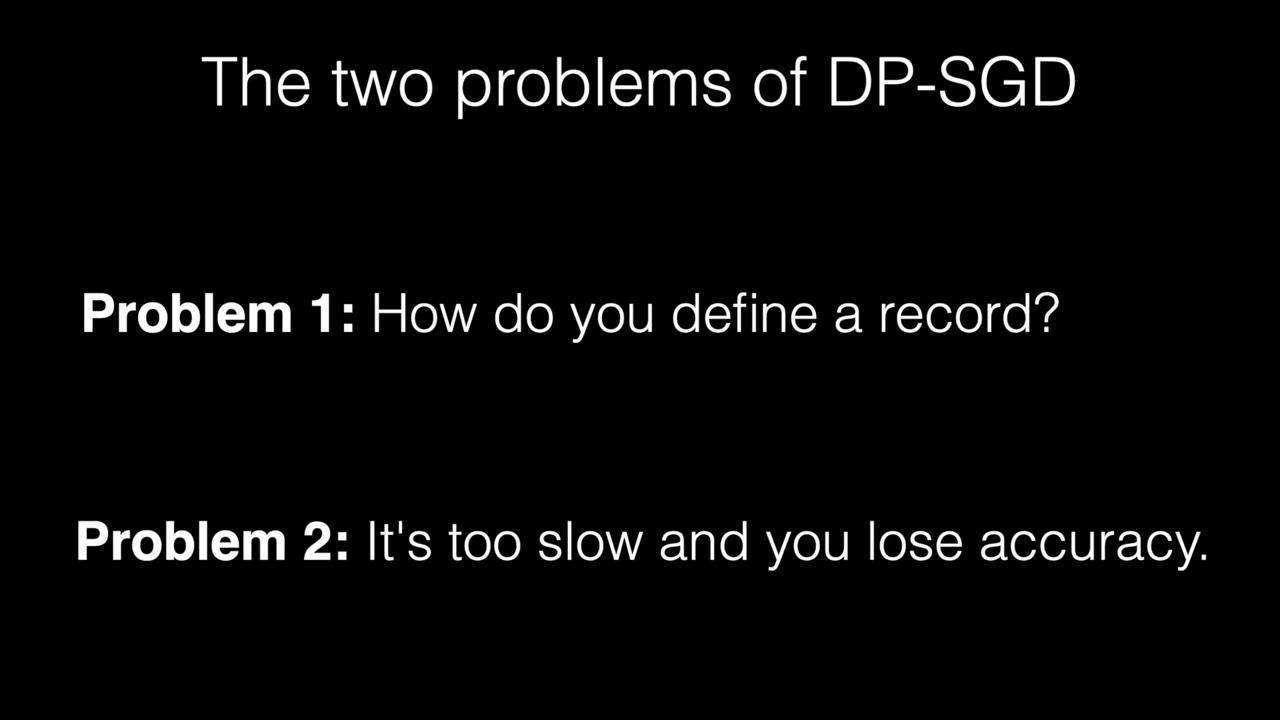 The two problems of DP-SGD
Problem 1: How do you define a record?
Problem 2: It's too slow and you lose accuracy.